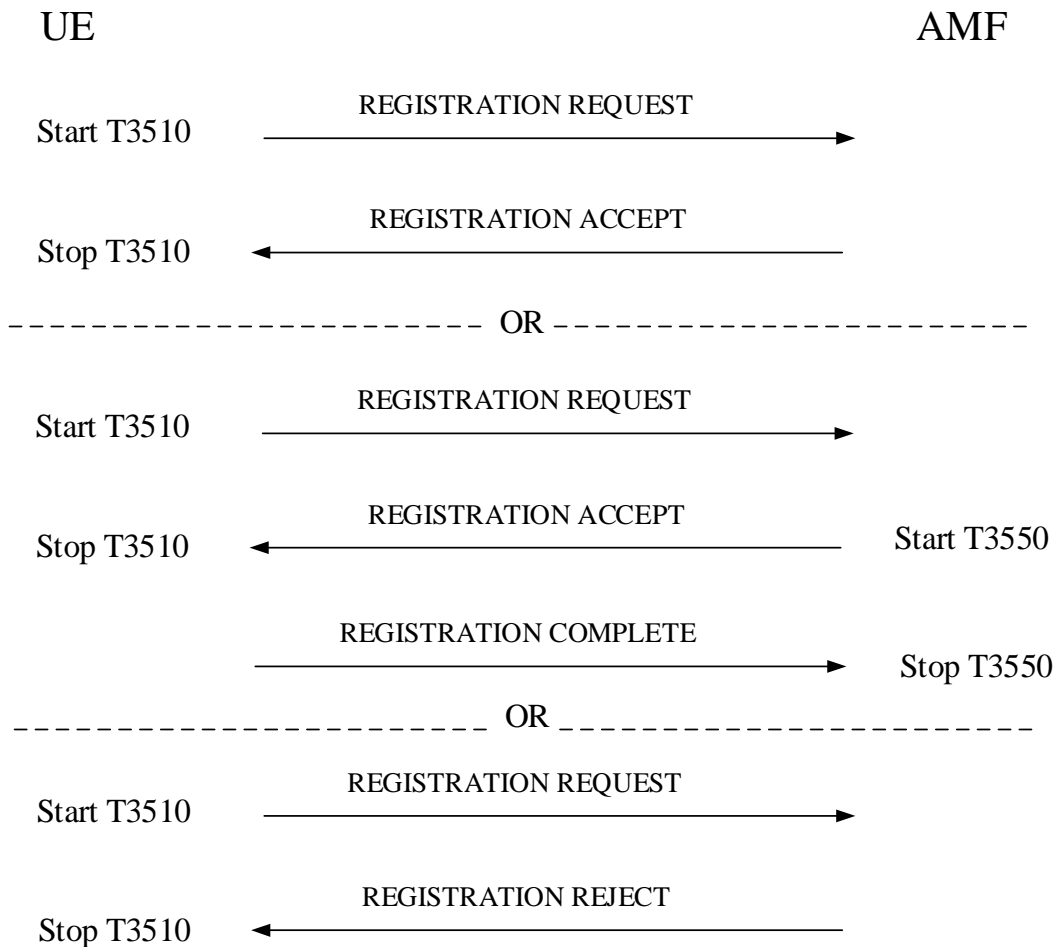 UE AMF
REGISTRATION REQUEST
Start T3510
REGISTRATION ACCEPT
Stop T3510
OR
REGISTRATION REQUEST
Start T3510
REGISTRATION ACCEPT
Stop T3510 Start T3550
REGISTRATION COMPLETE
Stop T3550
OR
REGISTRATION REQUEST
Start T3510
REGISTRATION REJECT
Stop T3510